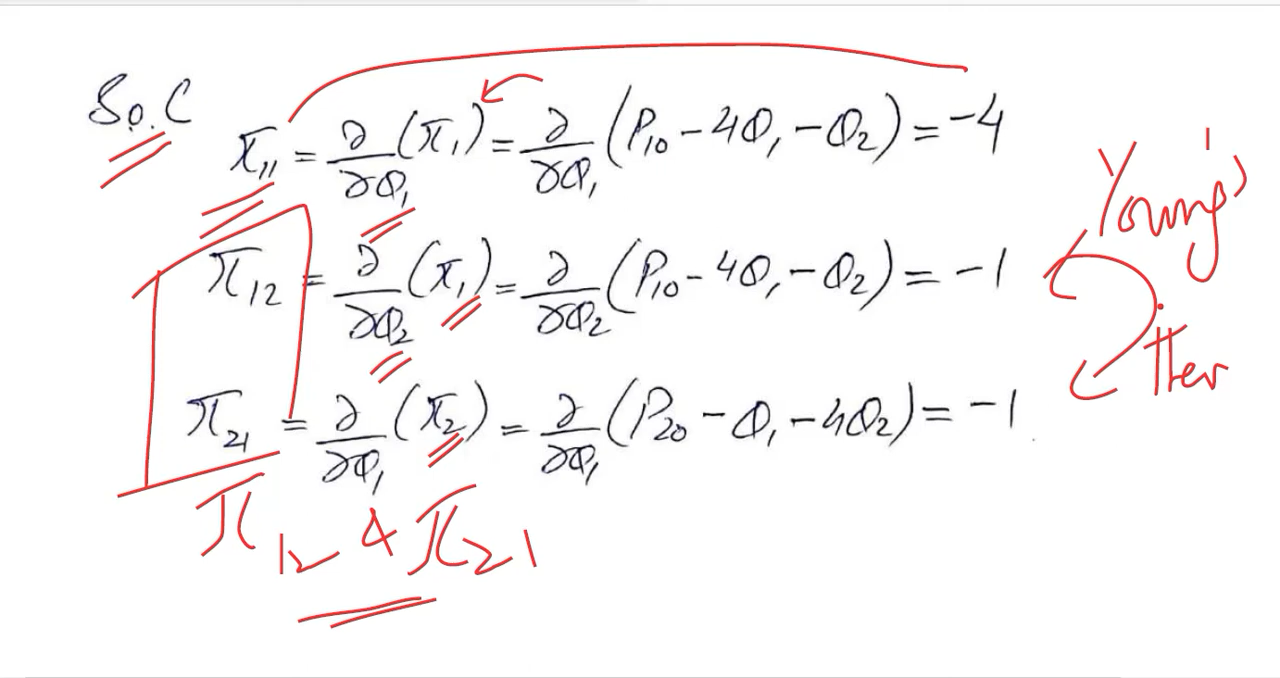 S.O.C
π₁₁ = ∂/∂Q₁ (π₁) = ∂/∂Q₁ (P₁₀ - 4Q₁ - Q₂) = -4
π₁₂ = ∂/∂Q₂ (π₁) = ∂/∂Q₂ (P₁₀ - 4Q₁ - Q₂) = -1
π₂₁ = ∂/∂Q₁ (π₂) = ∂/∂Q₁ (P₂₀ - Q₁ - 4Q₂) = -1
π₁₂ & π₂₁
Young's